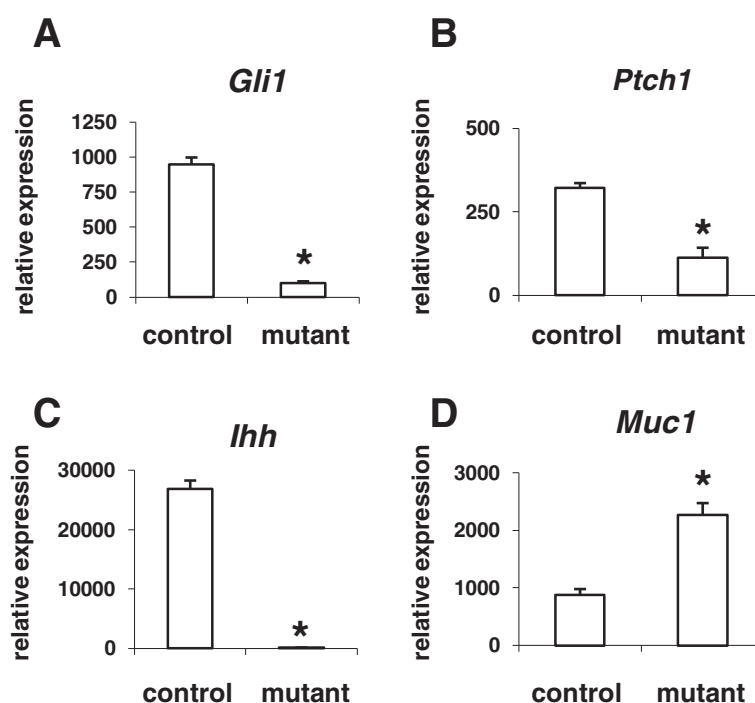 A
Gli1
relative expression
1250
1000
750
500
250
0
*
control mutant
B
Ptch1
relative expression
500
250
0
*
control mutant
C
Ihh
relative expression
30000
20000
10000
0
*
control mutant
D
Muc1
relative expression
3000
2000
1000
0
*
control mutant